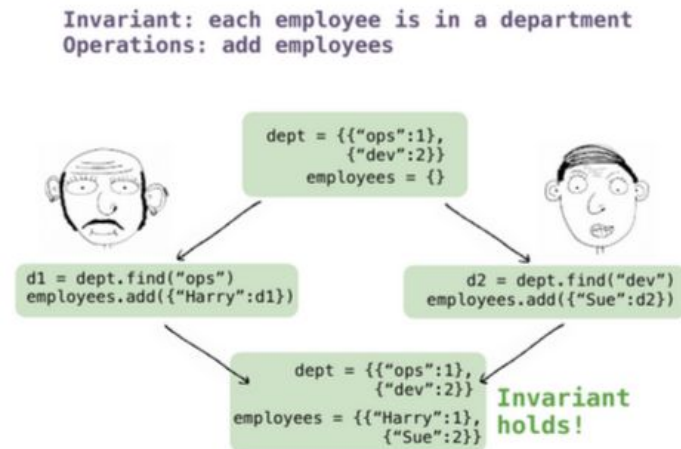 Invariant: each employee is in a department
Operations: add employees
dept = {{“ops”:1},
{“dev”:2}}
employees = {}
d1 = dept.find(“ops”)
employees.add({“Harry”:d1})
d2 = dept.find(“dev”)
employees.add({“Sue”:d2})
dept = {{“ops”:1},
{“dev”:2}}
employees = {{“Harry”:1},
{“Sue”:2}}
Invariant
holds!